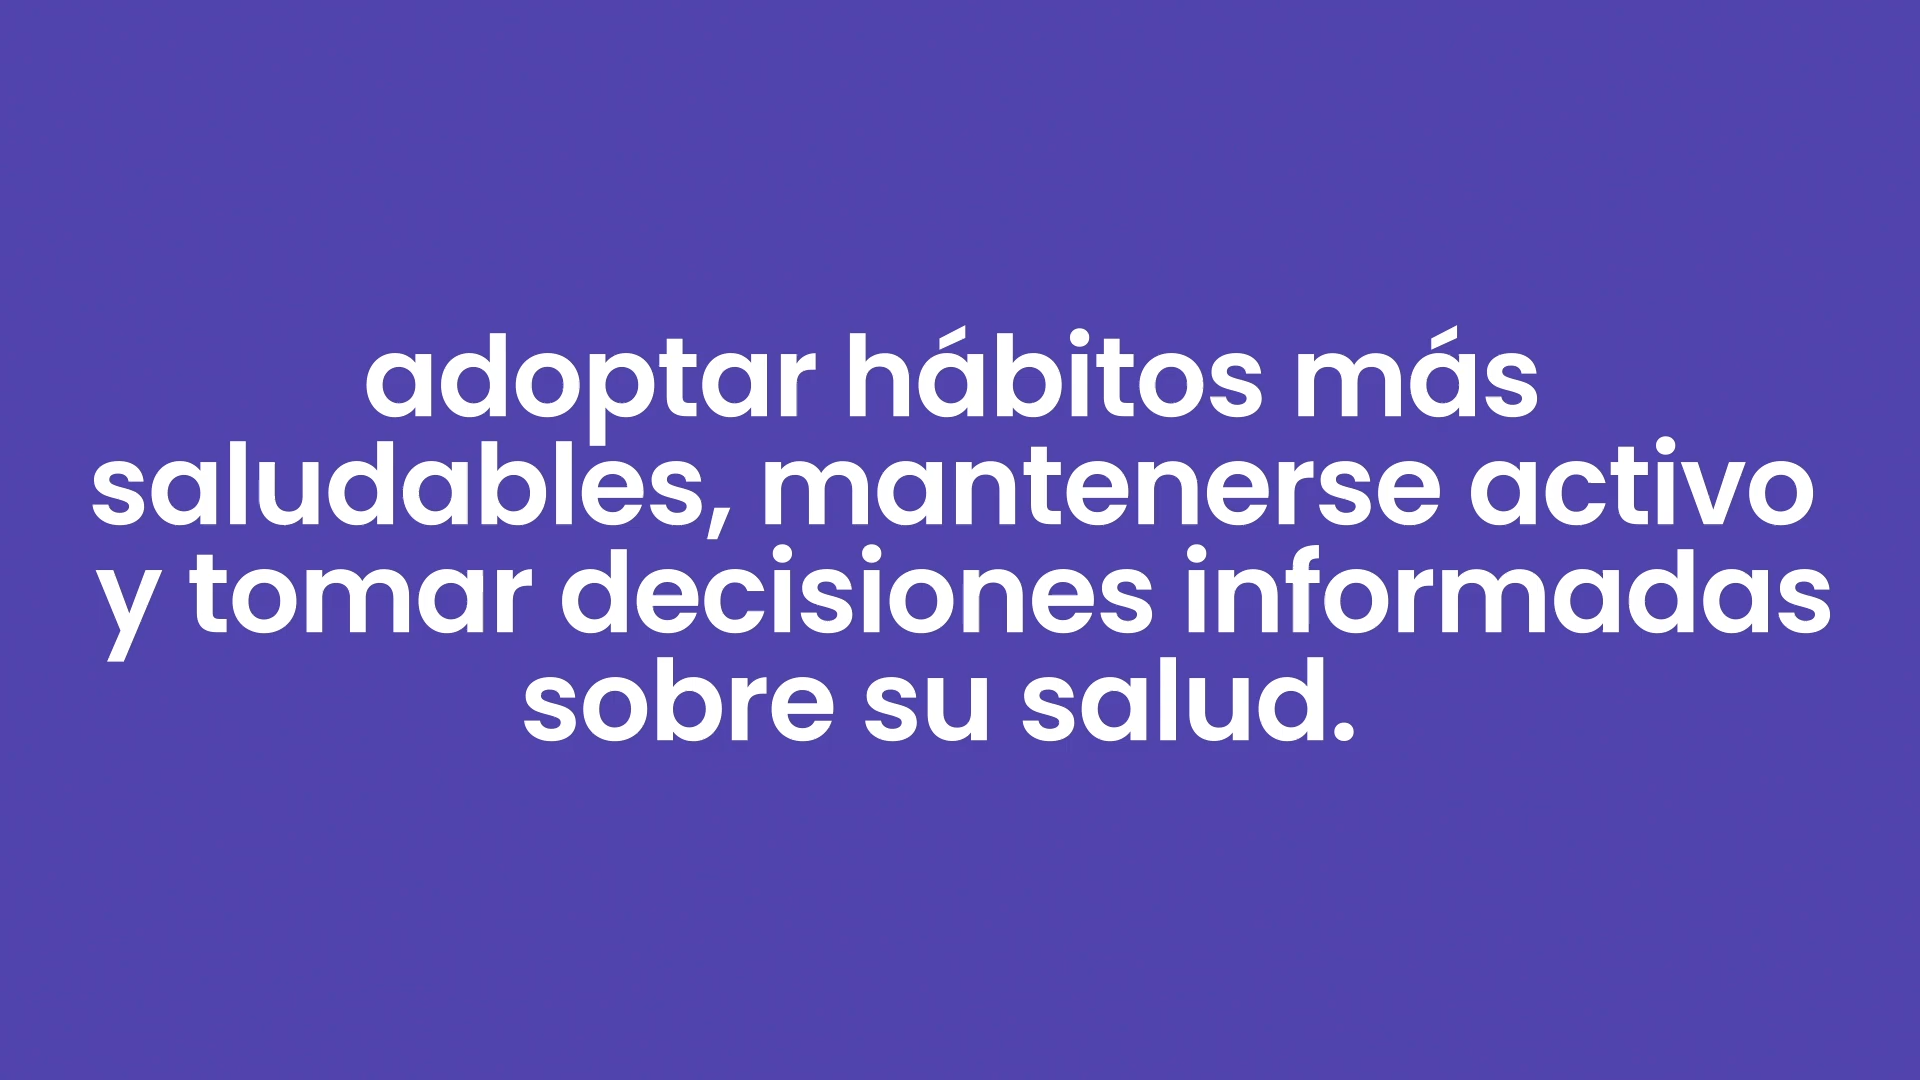 adoptar hábitos más
saludables, mantenerse activo
y tomar decisiones informadas
sobre su salud.